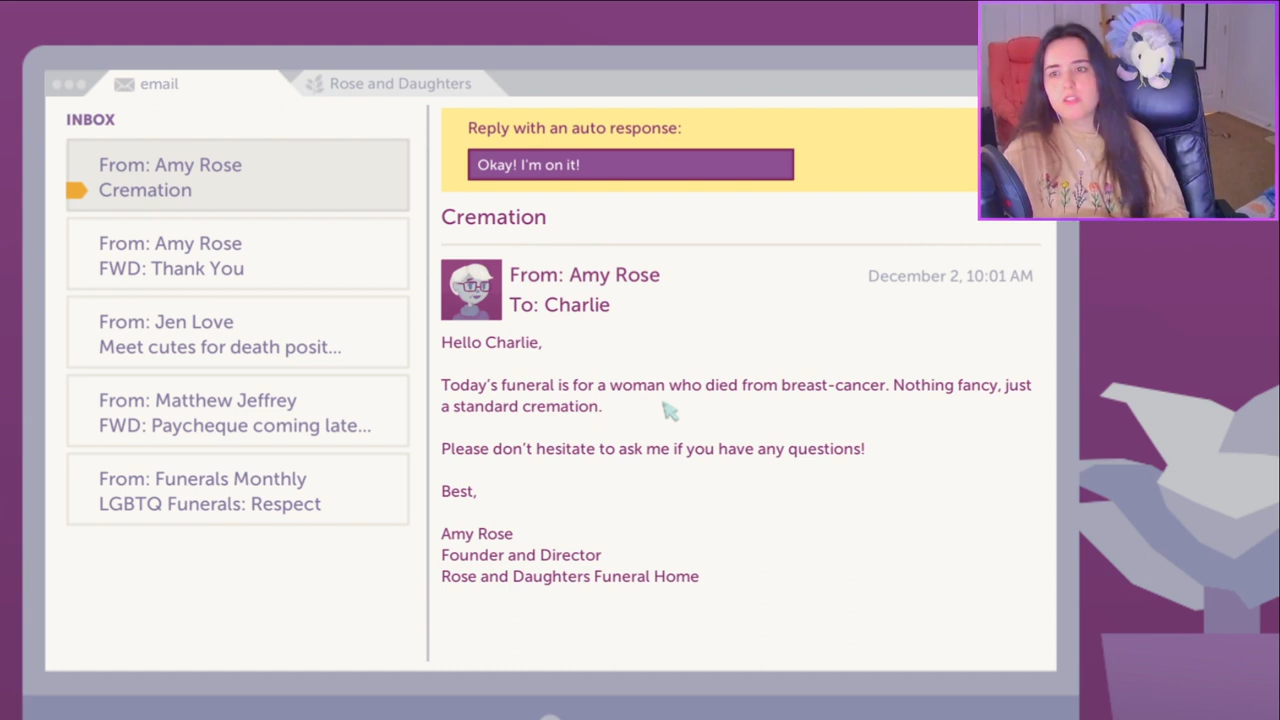 email
Rose and Daughters
INBOX
From: Amy Rose
Cremation
From: Amy Rose
FWD: Thank You
From: Jen Love
Meet cutes for death posit...
From: Matthew Jeffrey
FWD: Paycheque coming late...
From: Funerals Monthly
LGBTQ Funerals: Respect
Reply with an auto response:
Okay! I'm on it!
Cremation
From: Amy Rose
December 2, 10:01 AM
To: Charlie
Hello Charlie,
Today's funeral is for a woman who died from breast-cancer. Nothing fancy, just
a standard cremation.
Please don't hesitate to ask me if you have any questions!
Best,
Amy Rose
Founder and Director
Rose and Daughters Funeral Home